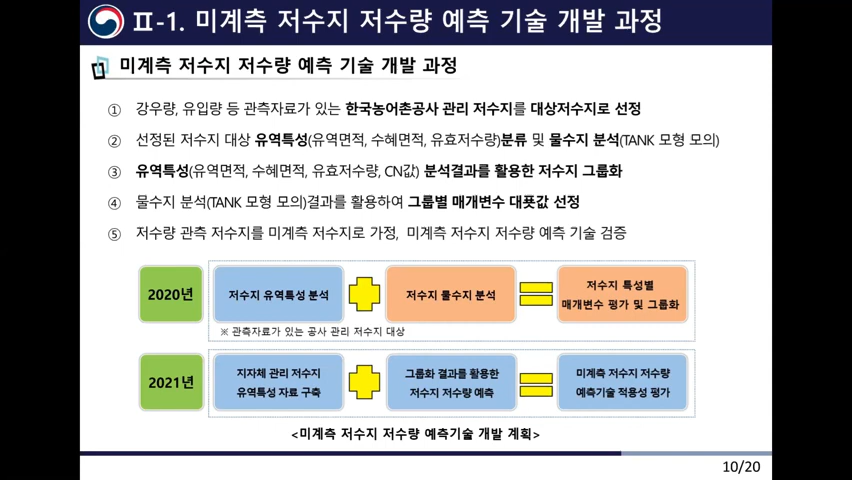 Ⅱ-1. 미계측 저수지 저수량 예측 기술 개발 과정
미계측 저수지 저수량 예측 기술 개발 과정
① 강우량, 유입량 등 관측자료가 있는 한국농어촌공사 관리 저수지를 대상저수지로 선정
② 선정된 저수지 대상 유역특성(유역면적, 수혜면적, 유효저수량)분류 및 물수지 분석(TANK 모형 모의)
③ 유역특성(유역면적, 수혜면적, 유효저수량, CN값) 분석결과를 활용한 저수지 그룹화
④ 물수지 분석(TANK 모형 모의)결과를 활용하여 그룹별 매개변수 대푯값 선정
⑤ 저수량 관측 저수지를 미계측 저수지로 가정, 미계측 저수지 저수량 예측 기술 검증
2020년
저수지 유역특성 분석
저수지 물수지 분석
저수지 특성별
매개변수 평가 및 그룹화
※ 관측자료가 있는 공사 관리 저수지 대상
2021년
지자체 관리 저수지
유역특성 자료 구축
그룹화 결과를 활용한
저수지 저수량 예측
미계측 저수지 저수량
예측기술 적용성 평가
<미계측 저수지 저수량 예측기술 개발 계획>
10/20